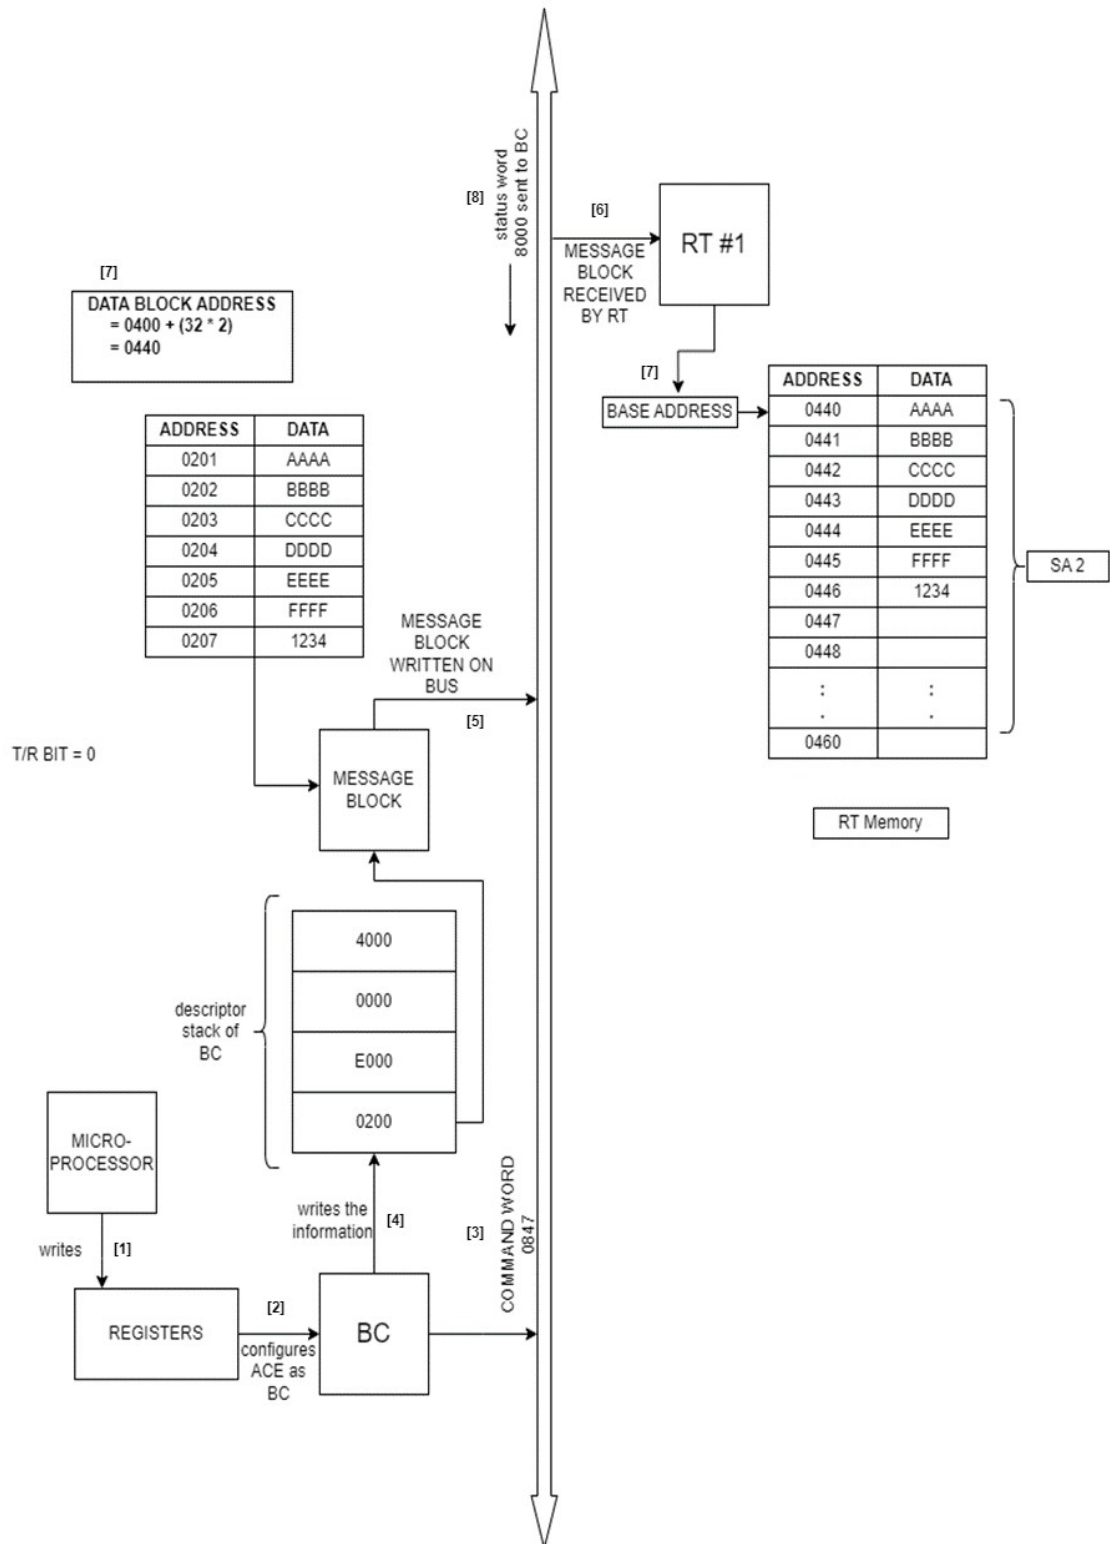 [8]
status word
8000 sent to BC
[6]
MESSAGE
BLOCK
RECEIVED
BY RT
RT #1
[7]
DATA BLOCK ADDRESS
= 0400 + (32 * 2)
= 0440
[7]
BASE ADDRESS
ADDRESS DATA
0440 AAAA
0441 BBBB
0442 CCCC
0443 DDDD
0444 EEEE
0445 FFFF
0446 1234
0447
0448
: :
. .
0460
SA 2
RT Memory
ADDRESS DATA
0201 AAAA
0202 BBBB
0203 CCCC
0204 DDDD
0205 EEEE
0206 FFFF
0207 1234
MESSAGE
BLOCK
WRITTEN ON
BUS
[5]
T/R BIT = 0
MESSAGE
BLOCK
descriptor
stack of
BC
4000
0000
E000
0200
MICRO-
PROCESSOR
writes
[1]
REGISTERS
[2]
configures
ACE as
BC
BC
writes the
information
[4]
[3]
COMMAND WORD
0847